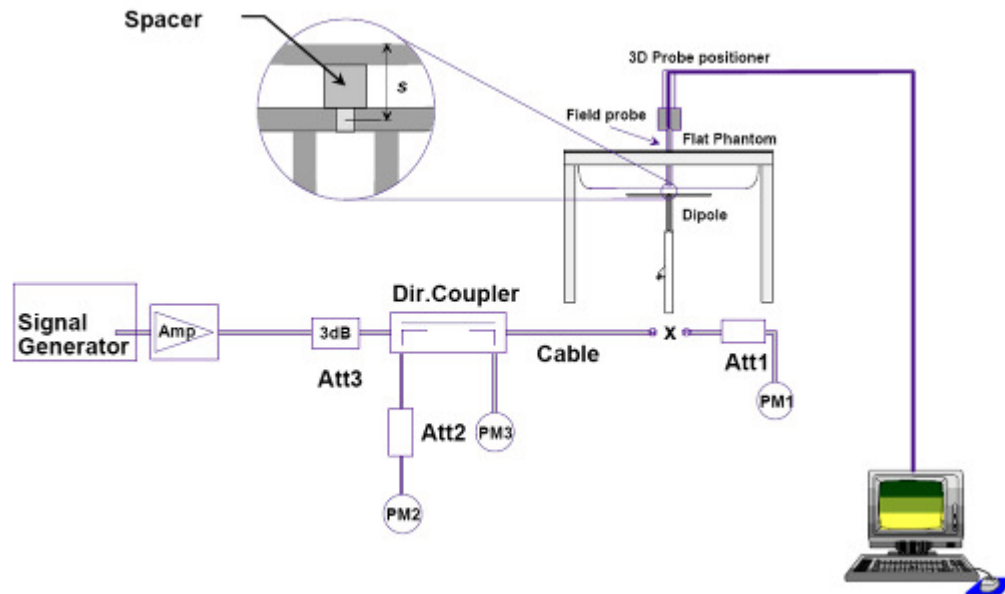 Spacer
s
3D Probe positioner
Field probe
Flat Phantom
Dipole
Signal
Generator
Amp
3dB
Att3
Dir.Coupler
Cable
X
Att1
PM1
Att2
PM3
PM2